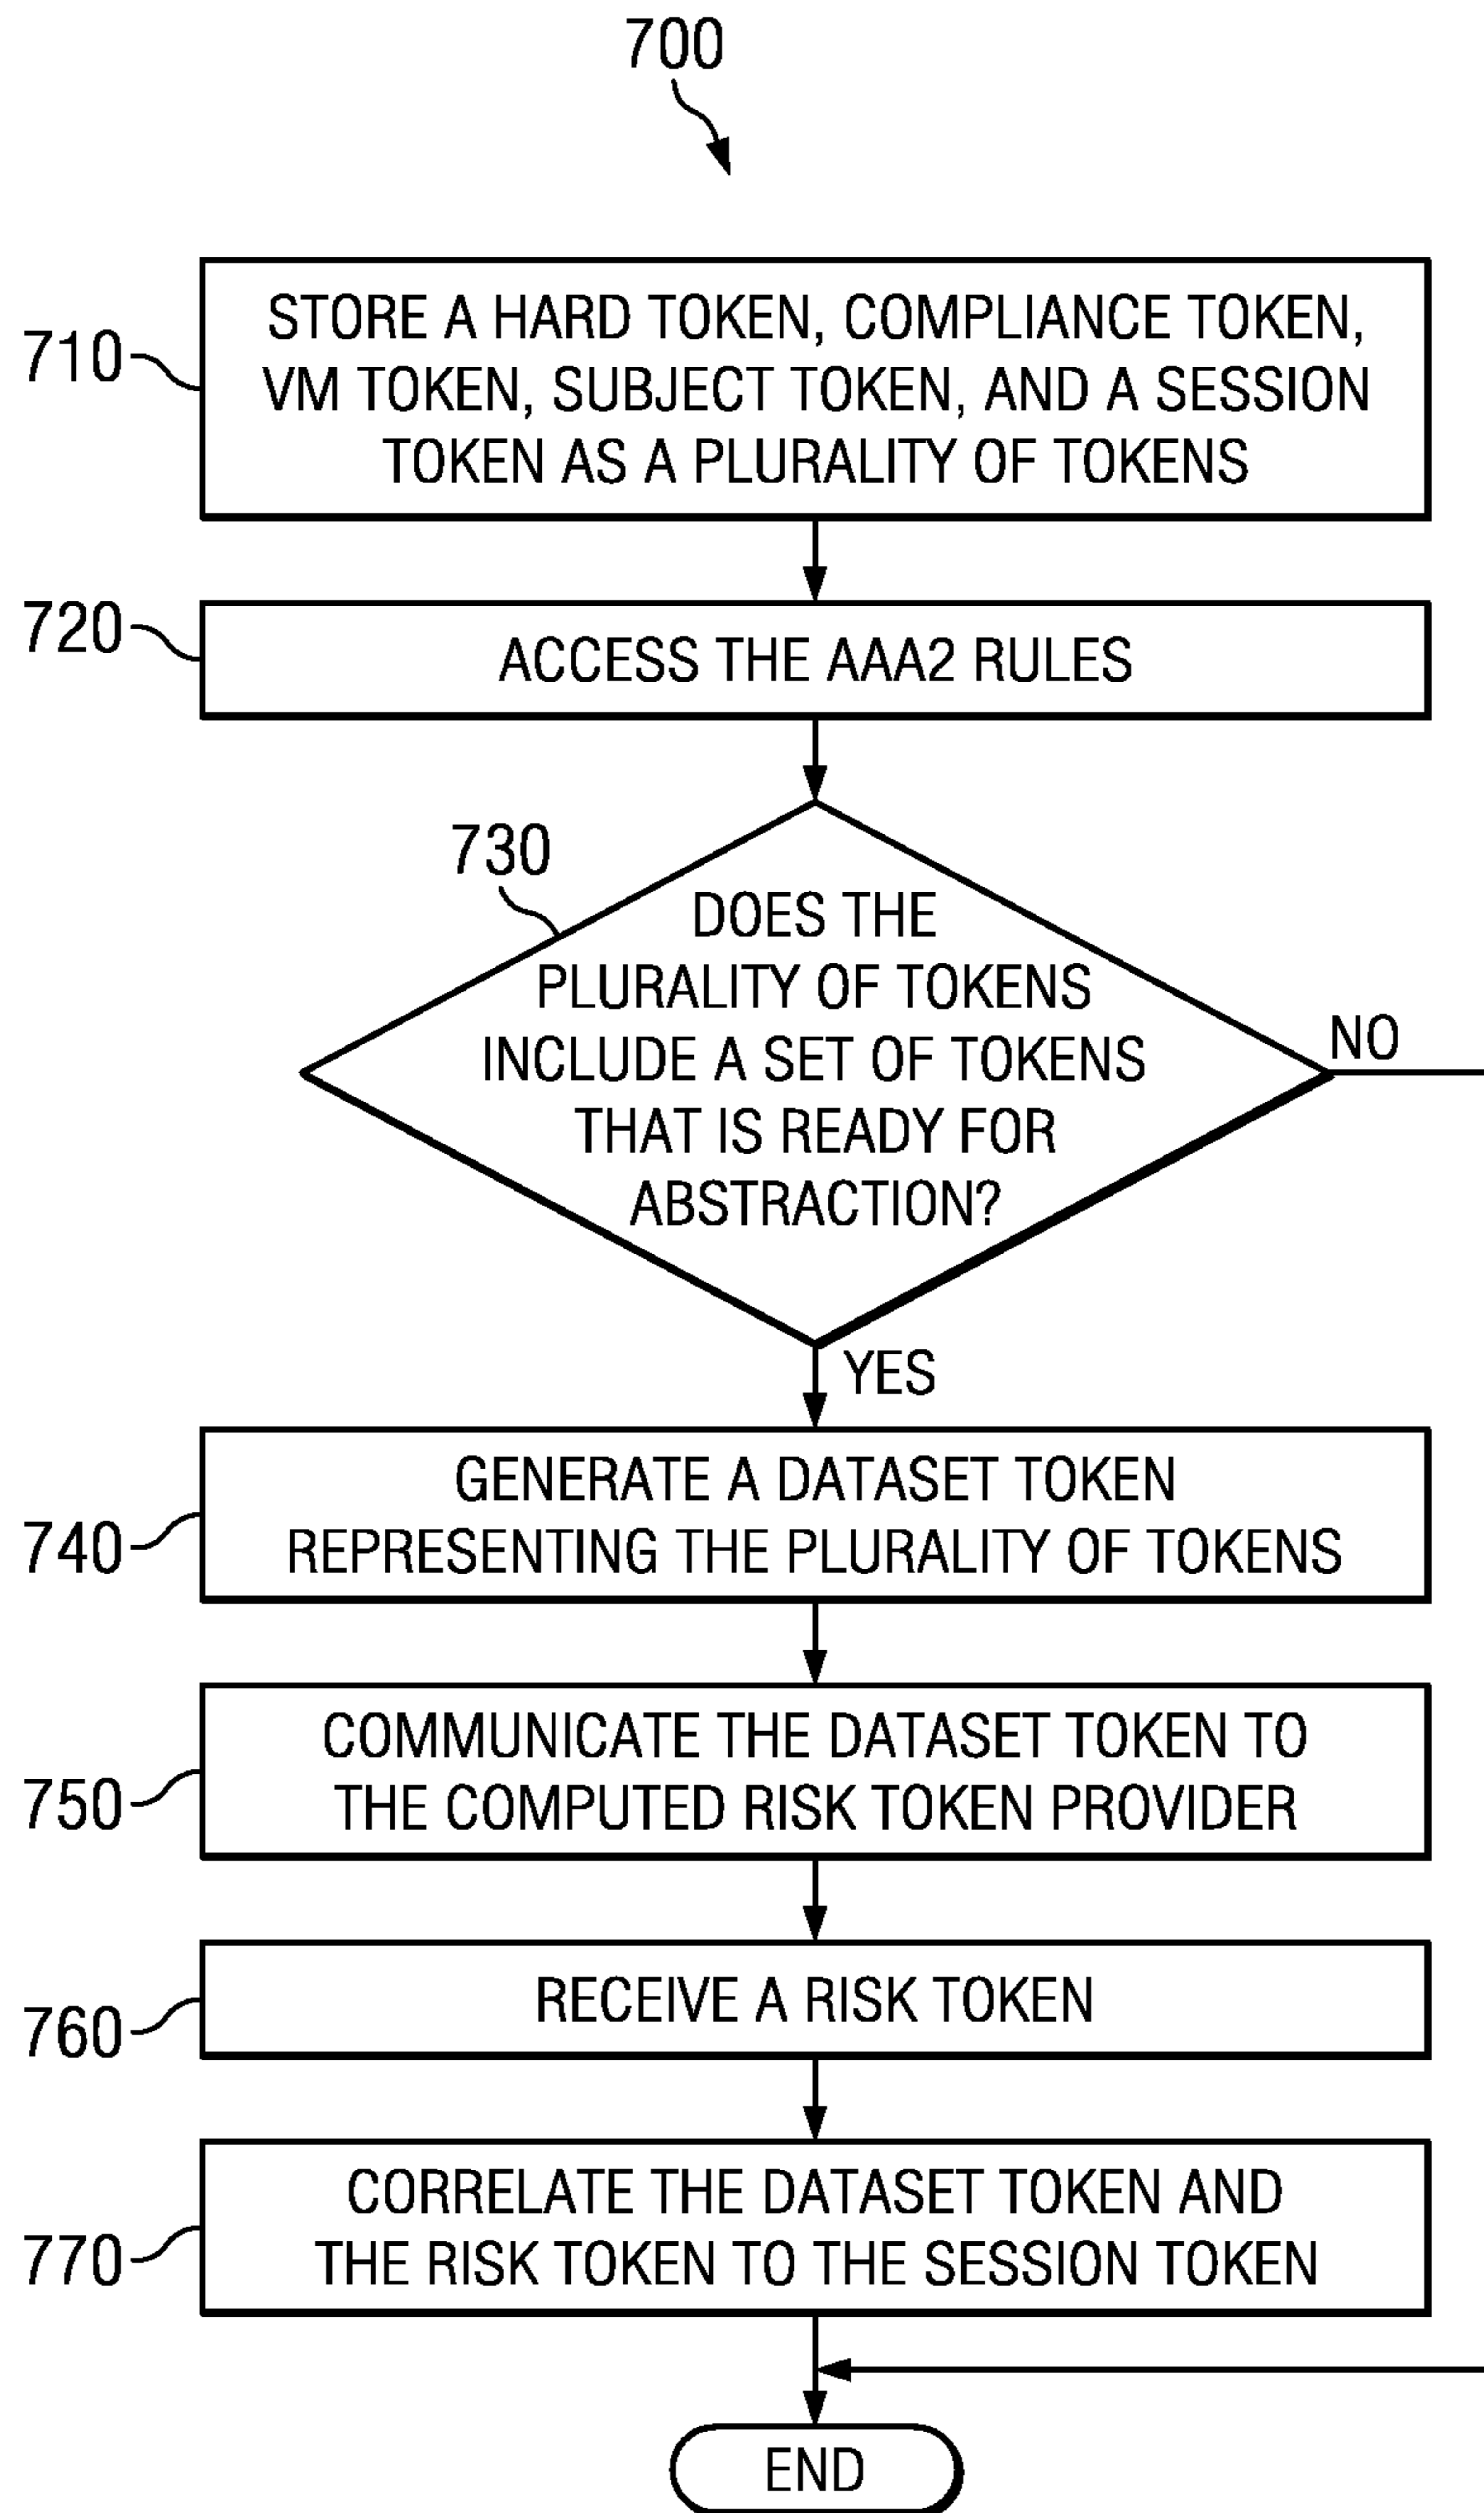 700
710
STORE A HARD TOKEN, COMPLIANCE TOKEN,
VM TOKEN, SUBJECT TOKEN, AND A SESSION
TOKEN AS A PLURALITY OF TOKENS
720
ACCESS THE AAA2 RULES
730
DOES THE
PLURALITY OF TOKENS
INCLUDE A SET OF TOKENS
THAT IS READY FOR
ABSTRACTION?
NO
YES
740
GENERATE A DATASET TOKEN
REPRESENTING THE PLURALITY OF TOKENS
750
COMMUNICATE THE DATASET TOKEN TO
THE COMPUTED RISK TOKEN PROVIDER
760
RECEIVE A RISK TOKEN
770
CORRELATE THE DATASET TOKEN AND
THE RISK TOKEN TO THE SESSION TOKEN
END